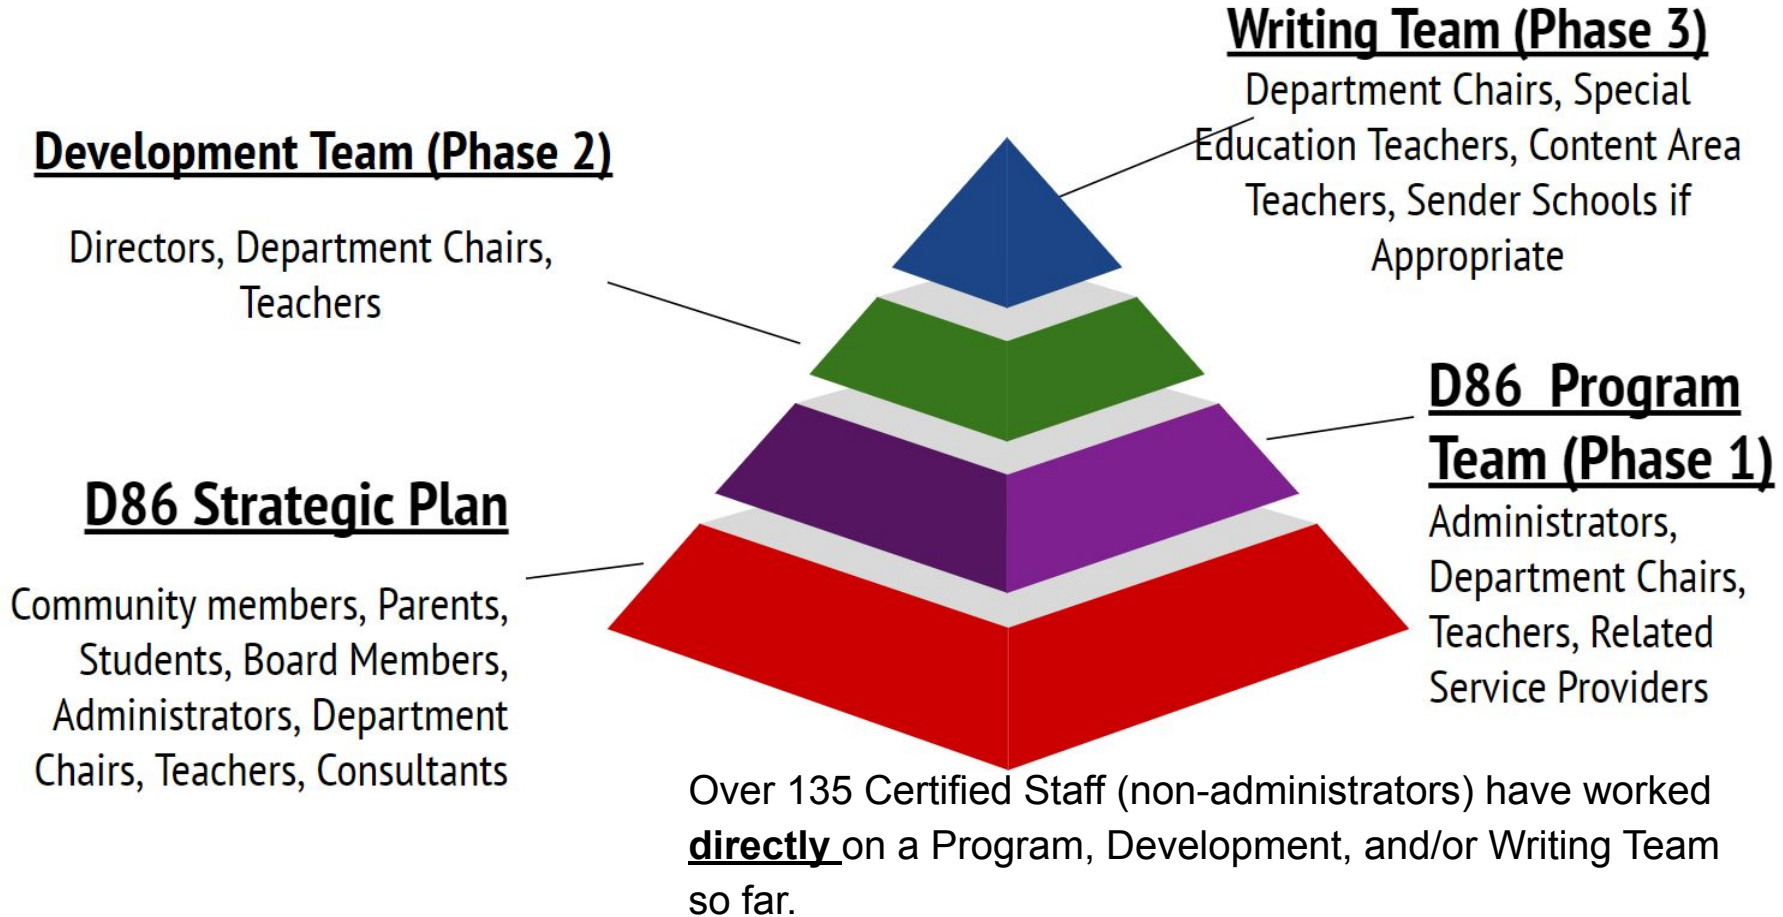 Writing Team (Phase 3)
Department Chairs, Special
Education Teachers, Content Area
Teachers, Sender Schools if
Appropriate
Development Team (Phase 2)
Directors, Department Chairs,
Teachers
D86 Program
Team (Phase 1)
Administrators,
Department Chairs,
Teachers, Related
Service Providers
D86 Strategic Plan
Community members, Parents,
Students, Board Members,
Administrators, Department
Chairs, Teachers, Consultants
Over 135 Certified Staff (non-administrators) have worked
directly on a Program, Development, and/or Writing Team
so far.